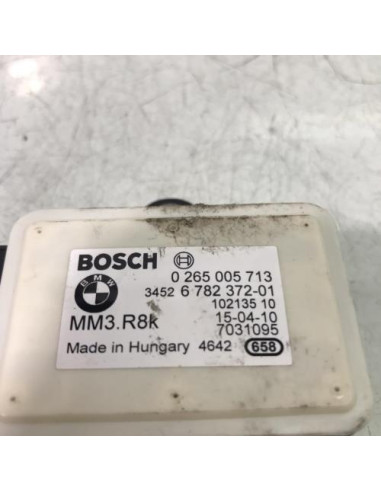 BOSCH
0 265 005 713
BMW
3452 6 782 372-01
102135 10
MM3.R8k
15-04-10
7031095
Made in Hungary 4642 658